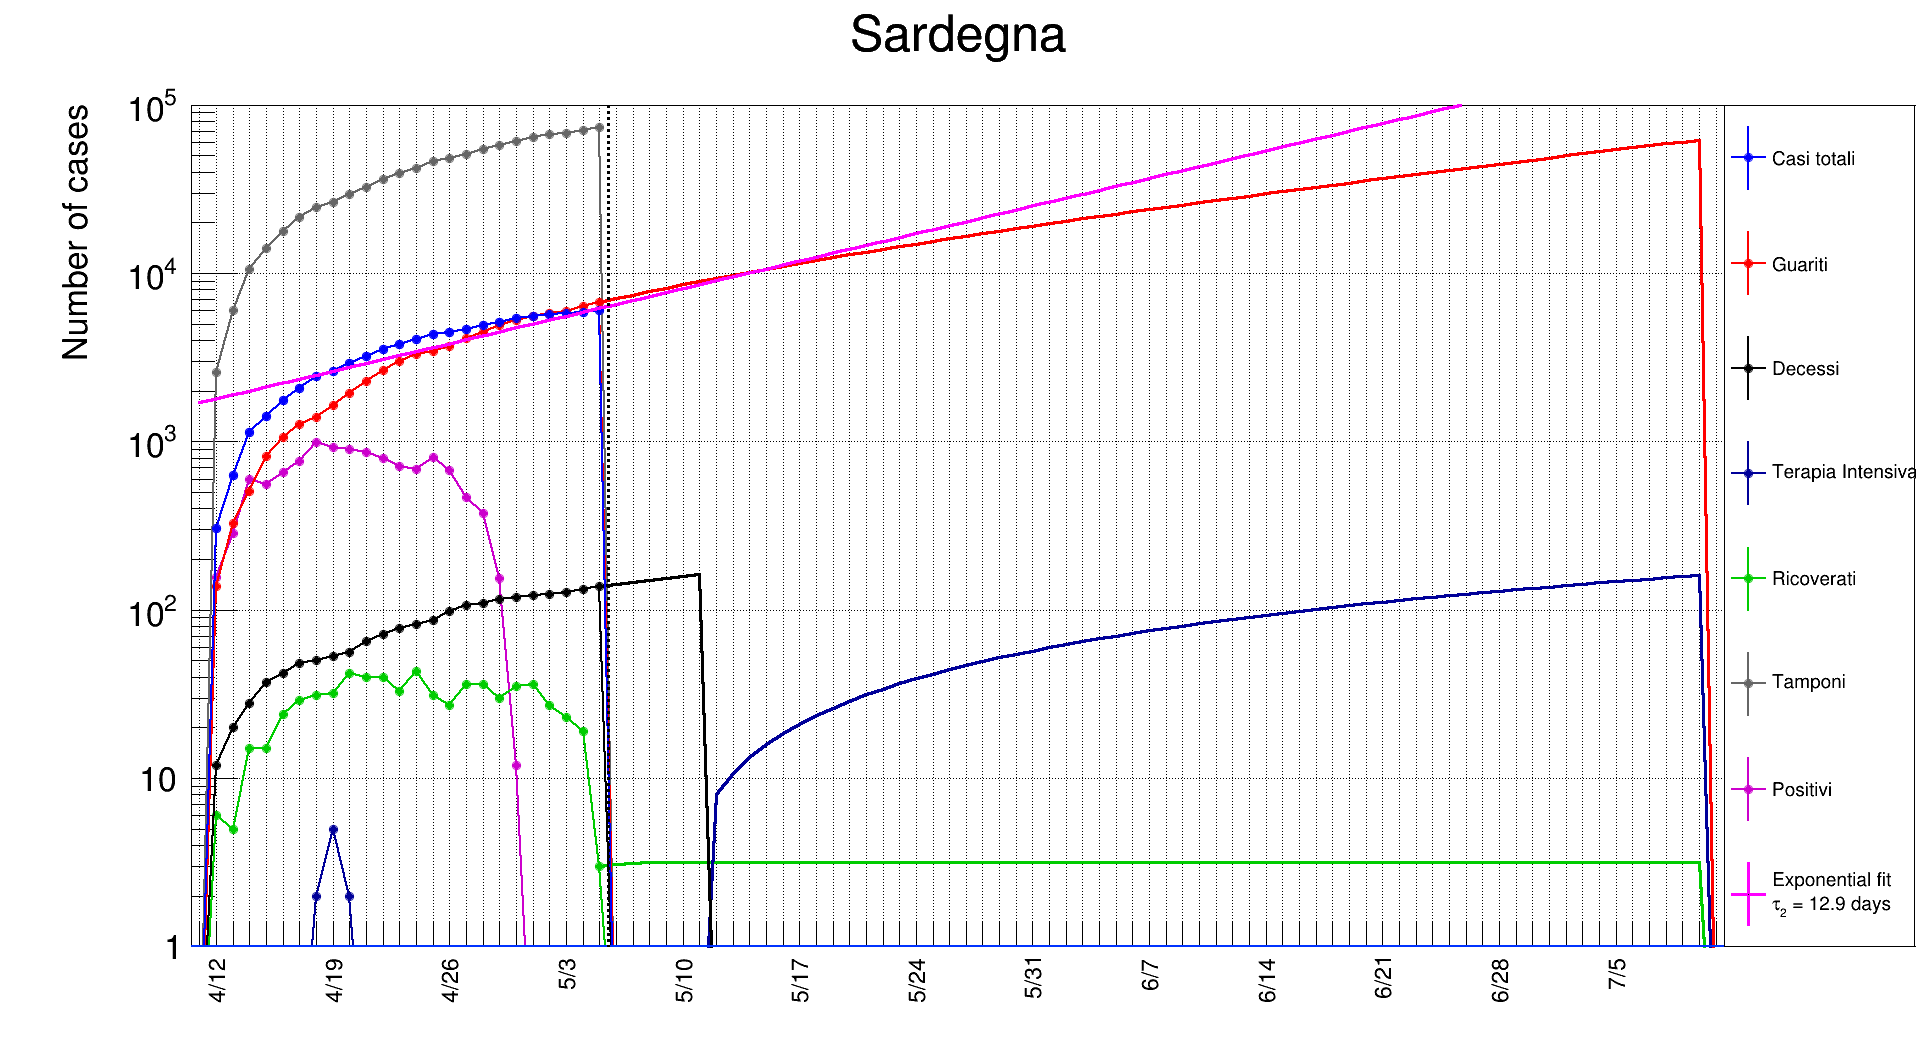 Sardegna
Number of cases
10^5
10^4
10^3
10^2
10
1
4/12
4/19
4/26
5/3
5/10
5/17
5/24
5/31
6/7
6/14
6/21
6/28
7/5
Casi totali
Guariti
Decessi
Terapia Intensiva
Ricoverati
Tamponi
Positivi
Exponential fit
τ₂ = 12.9 days